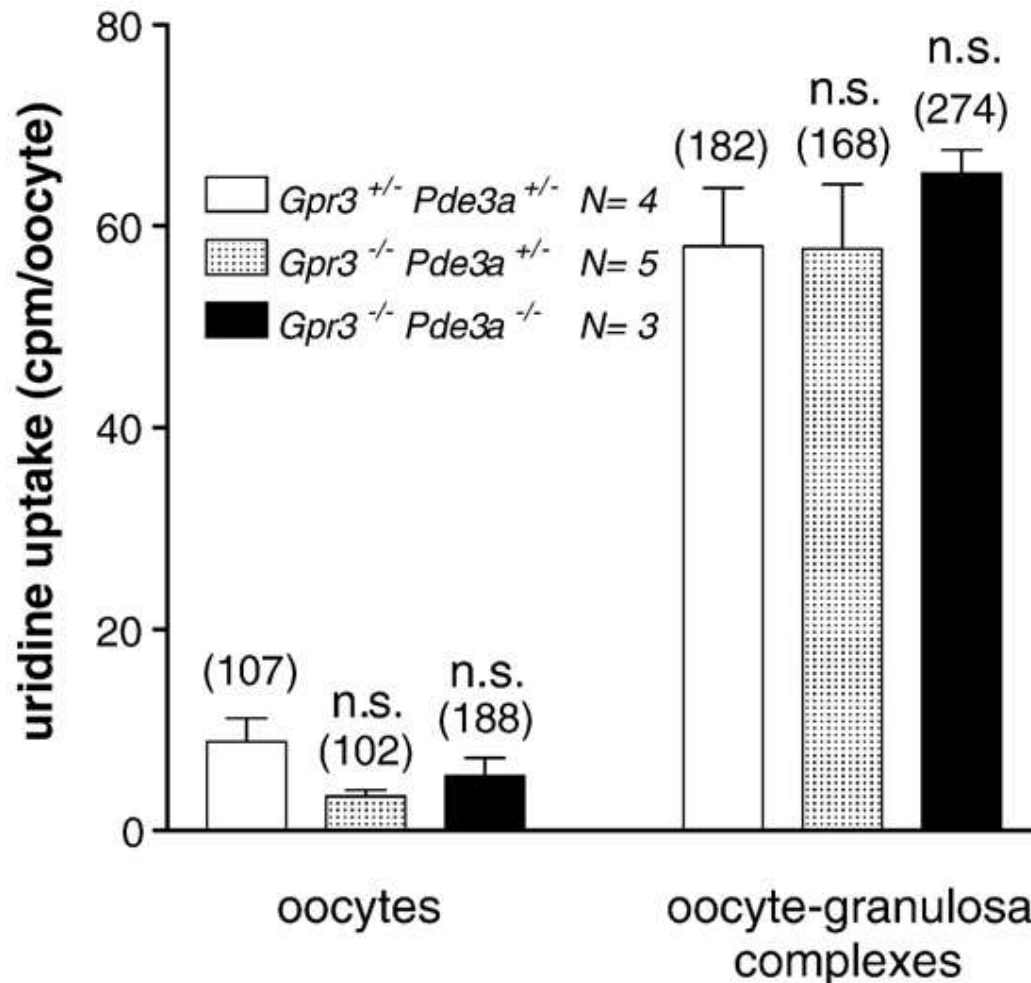 uridine uptake (cpm/oocyte)
80
60
40
20
0
Gpr3 +/- Pde3a +/- N= 4
Gpr3 -/- Pde3a +/- N= 5
Gpr3 -/- Pde3a -/- N= 3
(107)
n.s.
(102)
n.s.
(188)
(182)
n.s.
(168)
n.s.
(274)
oocytes
oocyte-granulosa
complexes